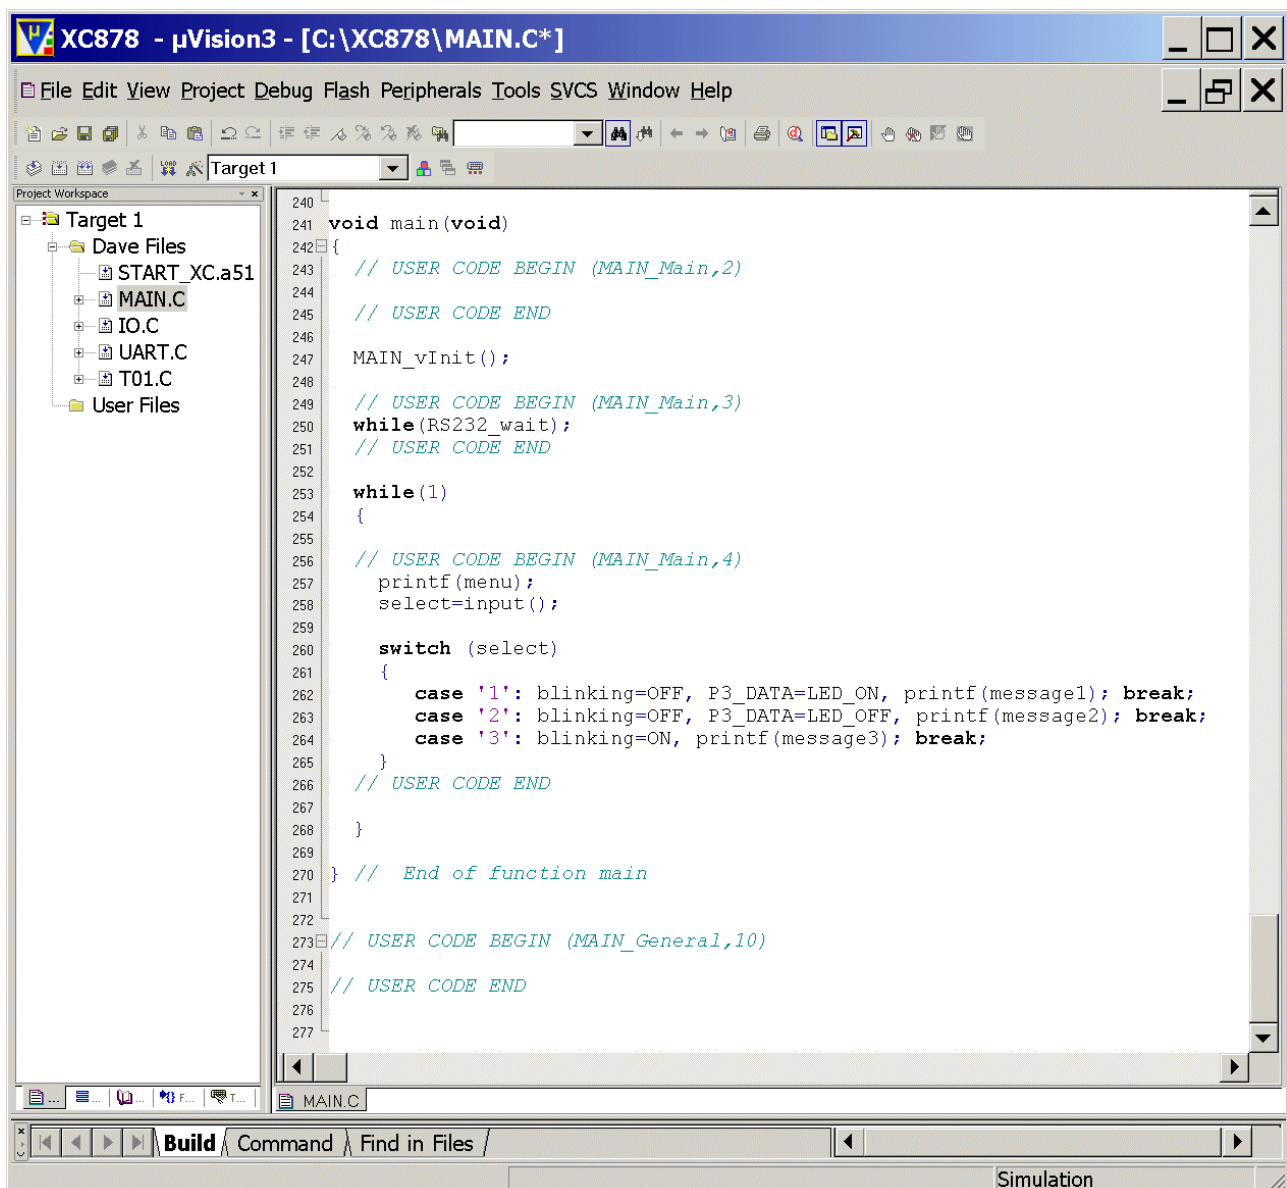 XC878 - µVision3 - [C:\XC878\MAIN.C*]
File Edit View Project Debug Flash Peripherals Tools SVCS Window Help
Target 1
Project Workspace
Target 1
Dave Files
START_XC.a51
MAIN.C
IO.C
UART.C
T01.C
User Files
240
241 void main(void)
242 {
243 // USER CODE BEGIN (MAIN_Main,2)
244
245 // USER CODE END
246
247 MAIN_vInit();
248
249 // USER CODE BEGIN (MAIN_Main,3)
250 while(RS232_wait);
251 // USER CODE END
252
253 while(1)
254 {
255
256 // USER CODE BEGIN (MAIN_Main,4)
257 printf(menu);
258 select=input();
259
260 switch (select)
261 {
262 case '1': blinking=OFF, P3_DATA=LED_ON, printf(message1); break;
263 case '2': blinking=OFF, P3_DATA=LED_OFF, printf(message2); break;
264 case '3': blinking=ON, printf(message3); break;
265 }
266 // USER CODE END
267
268 }
269
270 } // End of function main
271
272
273 // USER CODE BEGIN (MAIN_General,10)
274
275 // USER CODE END
276
277
... ... ... F... T...
MAIN.C
Build Command Find in Files
Simulation